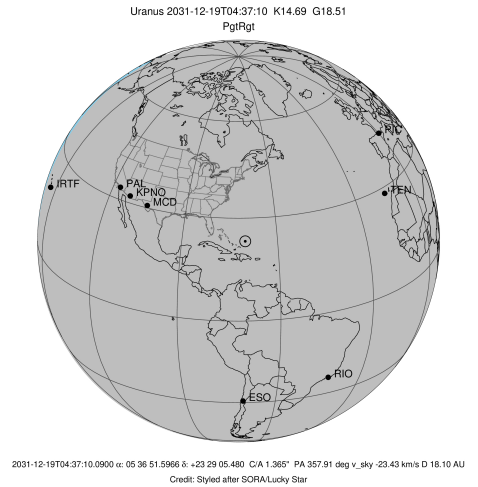 Uranus 2031-12-19T04:37:10 K14.69 G18.51
PgtRgt
PIC
IRTF
PAL
TEN
KPNO
MCD
RIO
ESO
2031-12-19T04:37:10.0900 α: 05 36 51.5966 δ: +23 29 05.480 C/A 1.365" PA 357.91 deg v_sky -23.43 km/s D 18.10 AU
Credit: Styled after SORA/Lucky Star